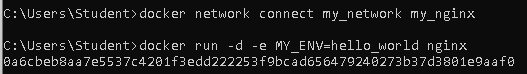 C:\Users\Student>docker network connect my_network my_nginx
C:\Users\Student>docker run -d -e MY_ENV=hello_world nginx
0a6cbeb8aa7e5537c4201f3edd222253f9bcad656479240273b37d3801e9aaf0